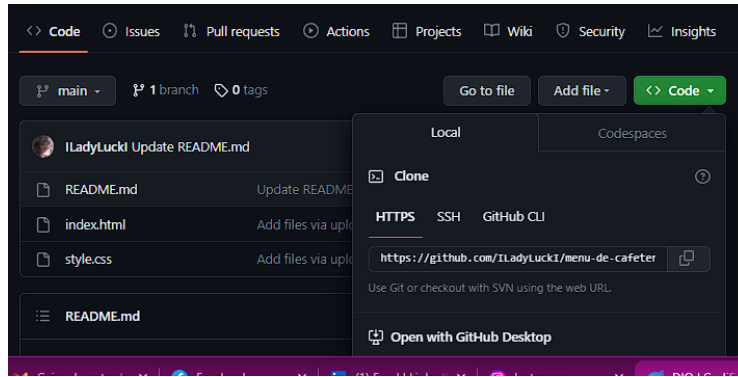 Code Issues Pull requests Actions Projects Wiki Security Insights
main 1 branch 0 tags Go to file Add file Code
Local Codespaces
ILadyLuckI Update README.md
Clone
README.md Update README
HTTPS SSH GitHub CLI
index.html Add files via uplo
https://github.com/ILadyLuckI/menu-de-cafeter
style.css Add files via uplo
Use Git or checkout with SVN using the web URL.
README.md
Open with GitHub Desktop